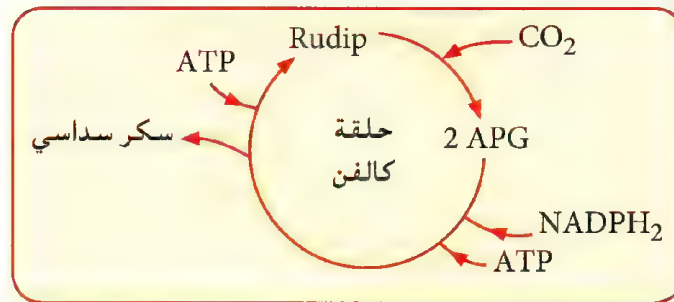 Rudip
CO₂
ATP
سكر سداسي
حلقة
كالفن
2 APG
NADPH₂
ATP